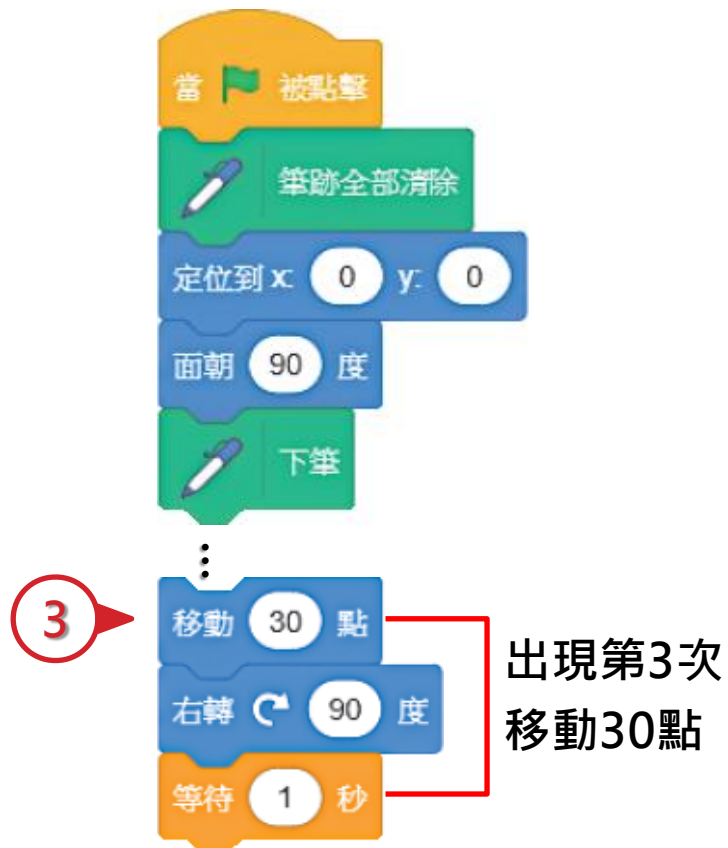 當 被點擊
筆跡全部清除
定位到 x: 0 y: 0
面朝 90 度
下筆
⋮
3
移動 30 點
右轉 90 度
等待 1 秒
出現第3次
移動30點